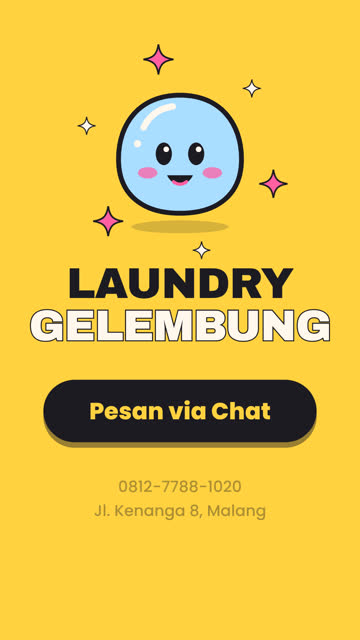 LAUNDRY
GELEMBUNG
Pesan via Chat
0812-7788-1020
Jl. Kenanga 8, Malang